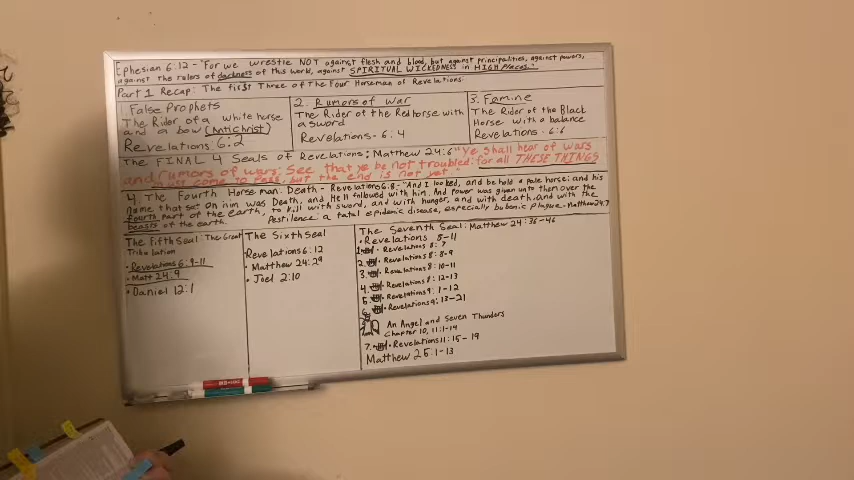 Ephesian 6:12 - "For we wrestle NOT against flesh and blood, but against principalities, against powers,
against the rulers of darkness of this world, against SPIRITUAL WICKEDNESS in HIGH Places."
Part 1 Recap: The first Three of The Four Horseman of Revelations:
1. False Prophets
The Rider of a white horse
and a bow (Antichrist)
Revelations 6:2
2. Rumors of War
The Rider of the Red horse with
a sword
Revelations - 6:4
3. Famine
The Rider of the Black
Horse with a balance
Revelations - 6:6
The FINAL 4 Seals of Revelations: Matthew 24:6 "Ye shall hear of wars
and rumors of wars: See that ye be not troubled: for all THESE THINGS
must come to pass, but the end is not yet."
4. The Fourth Horseman: Death - Revelations 6:8 - "And I looked, and behold a pale horse: and his
name that sat on him was Death, and Hell followed with him. And Power was given unto them over the
fourth part of the earth, to kill with sword, and with hunger, and with death, and with the
beasts of the earth. Pestilence: a fatal epidemic disease, especially bubonic plague. - Matthew 24:7
The Fifth Seal: The Great
Tribulation
• Revelations 6:9-11
• Matt 24:9
• Daniel 12:1
The Sixth Seal
Revelations 6:12
• Matthew 24:29
• Joel 2:10
The Seventh Seal: Matthew 24:36-46
• Revelations 8-11
1. Revelations 8:7
2. Revelations 8:8-9
3. Revelations 8:10-11
4. Revelations 8:12-13
5. Revelations 9:1-12
6. Revelations 9:13-21
An Angel and Seven Thunders
Chapter 10, 11:1-14
7. Revelations 11:15-19
Matthew 25:1-13